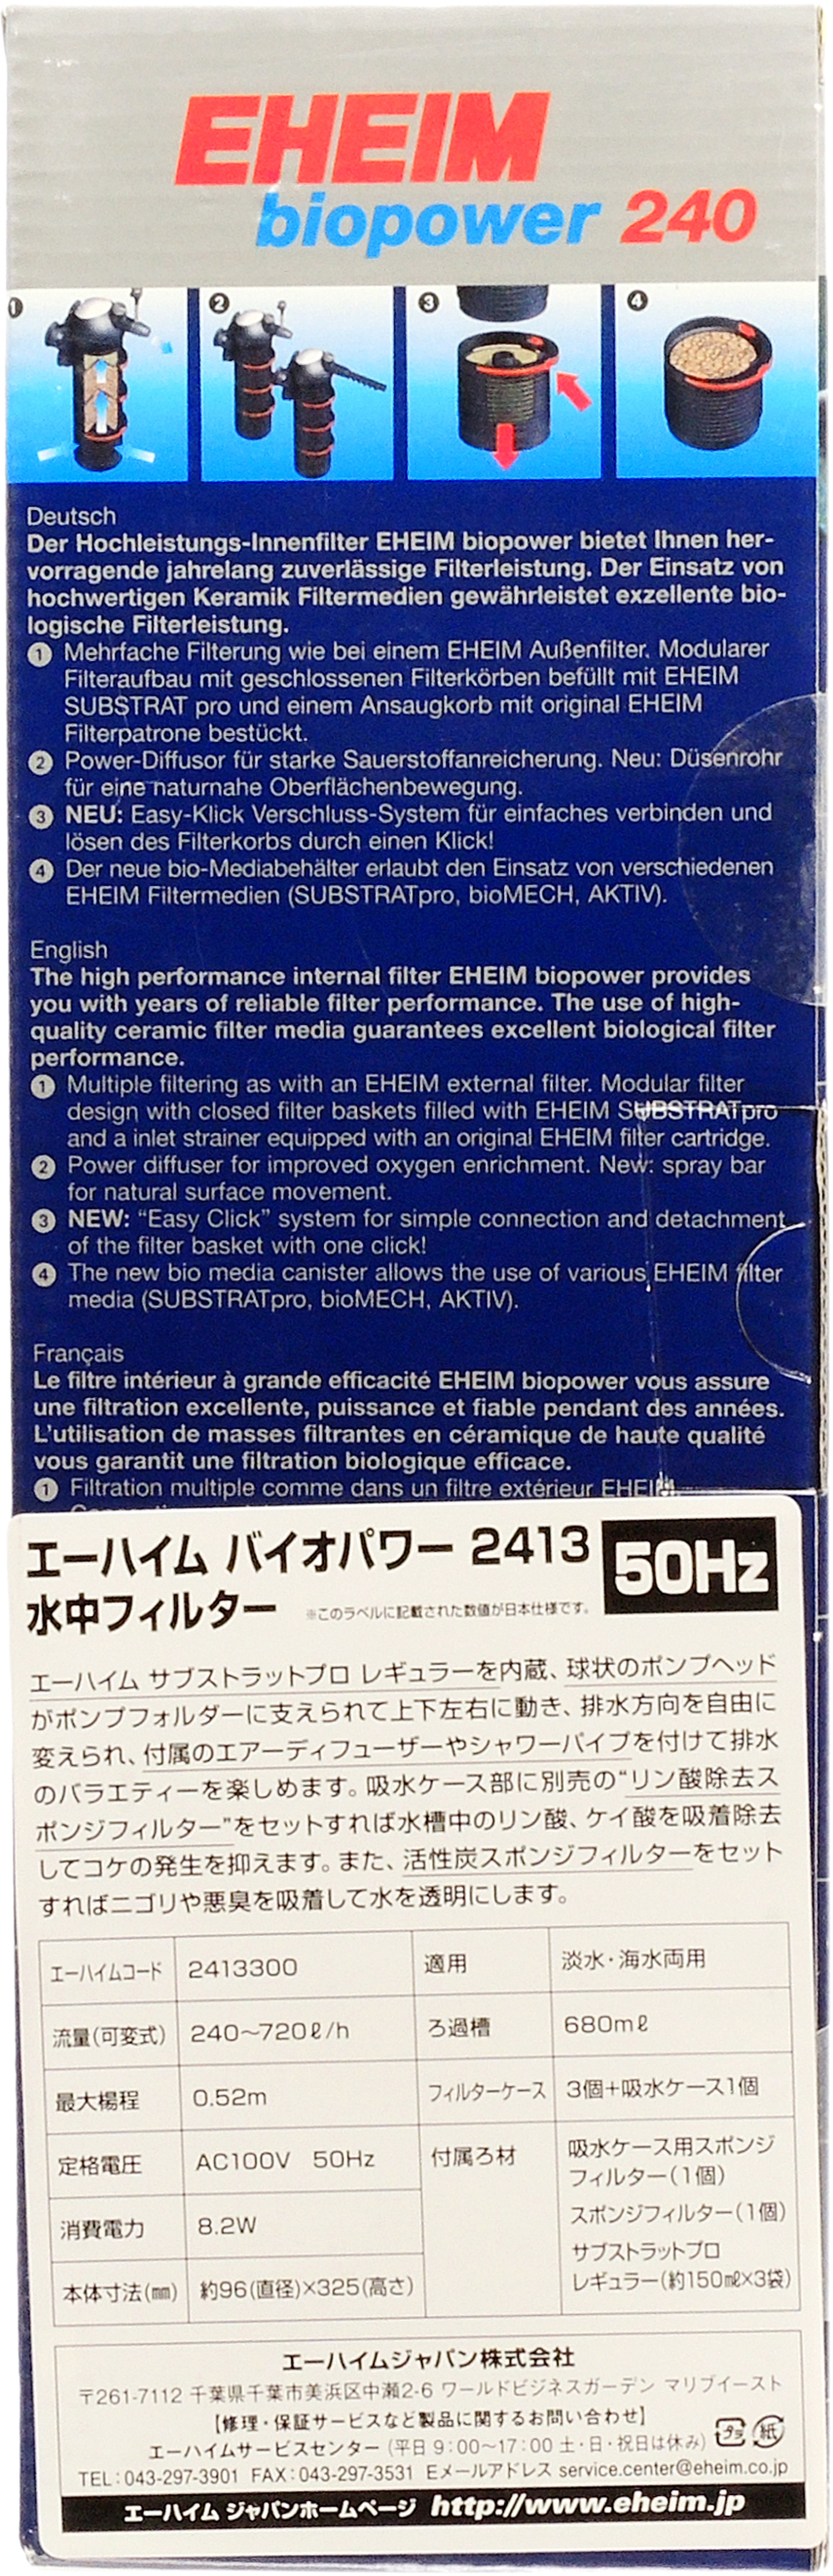 EHEIM
biopower 240
1
2
3
4
Deutsch
Der Hochleistungs-Innenfilter EHEIM biopower bietet Ihnen her-
vorragende jahrelang zuverlässige Filterleistung. Der Einsatz von
hochwertigen Keramik Filtermedien gewährleistet exzellente bio-
logische Filterleistung.
1 Mehrfache Filterung wie bei einem EHEIM Außenfilter. Modularer
Filteraufbau mit geschlossenen Filterkörben befüllt mit EHEIM
SUBSTRAT pro und einem Ansaugkorb mit original EHEIM
Filterpatrone bestückt.
2 Power-Diffusor für starke Sauerstoffanreicherung. Neu: Düsenrohr
für eine naturnahe Oberflächenbewegung.
3 NEU: Easy-Klick Verschluss-System für einfaches verbinden und
lösen des Filterkorbs durch einen Klick!
4 Der neue bio-Mediabehälter erlaubt den Einsatz von verschiedenen
EHEIM Filtermedien (SUBSTRATpro, bioMECH, AKTIV).
English
The high performance internal filter EHEIM biopower provides
you with years of reliable filter performance. The use of high-
quality ceramic filter media guarantees excellent biological filter
performance.
1 Multiple filtering as with an EHEIM external filter. Modular filter
design with closed filter baskets filled with EHEIM SUBSTRATpro
and a inlet strainer equipped with an original EHEIM filter cartridge.
2 Power diffuser for improved oxygen enrichment. New: spray bar
for natural surface movement.
3 NEW: “Easy Click” system for simple connection and detachment
of the filter basket with one click!
4 The new bio media canister allows the use of various EHEIM filter
media (SUBSTRATpro, bioMECH, AKTIV).
Français
Le filtre intérieur à grande efficacité EHEIM biopower vous assure
une filtration excellente, puissance et fiable pendant des années.
L'utilisation de masses filtrantes en céramique de haute qualité
vous garantit une filtration biologique efficace.
1 Filtration multiple comme dans un filtre extérieur EHEIM.
エーハイム バイオパワー 2413 50Hz
水中フィルター ※このラベルに記載された数値が日本仕様です。
エーハイム サブストラットプロ レギュラーを内蔵、球状のポンプヘッド
がポンプフォルダーに支えられて上下左右に動き、排水方向を自由に
変えられ、付属のエアーディフューザーやシャワーパイプを付けて排水
のバラエティーを楽しめます。吸水ケース部に別売の“リン酸除去ス
ポンジフィルター”をセットすれば水槽中のリン酸、ケイ酸を吸着除去
してコケの発生を抑えます。また、活性炭スポンジフィルターをセット
すればニゴリや悪臭を吸着して水を透明にします。
エーハイムコード 2413300 適用 淡水・海水両用
流量(可変式) 240〜720ℓ/h ろ過槽 680mℓ
最大楊程 0.52m フィルターケース 3個+吸水ケース1個
定格電圧 AC100V 50Hz 付属ろ材 吸水ケース用スポンジ
フィルター(1個)
消費電力 8.2W スポンジフィルター(1個)
サブストラットプロ
本体寸法(㎜) 約96(直径)×325(高さ) レギュラー(約150mℓ×3袋)
エーハイムジャパン株式会社
〒261-7112 千葉県千葉市美浜区中瀬2-6 ワールドビジネスガーデン マリブイースト
【修理・保証サービスなど製品に関するお問い合わせ】
エーハイムサービスセンター (平日 9:00〜17:00 土・日・祝日は休み) プラ 紙
TEL:043-297-3901 FAX:043-297-3531 Eメールアドレス service.center@eheim.co.jp
エーハイム ジャパンホームページ http://www.eheim.jp